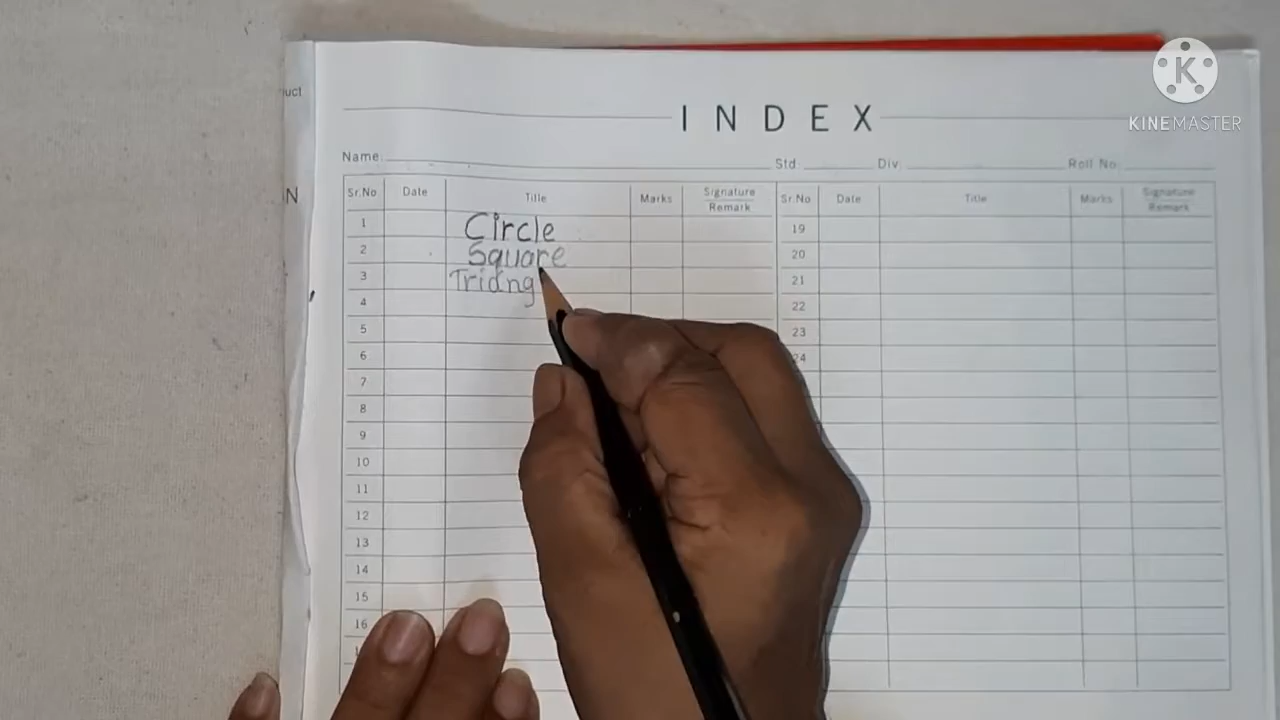 uct
N
K
KINEMASTER
INDEX
Name: Std. Div. Roll No.
Sr.No Date Title Marks Signature Remark Sr.No Date Title Marks Signature Remark
1 Circle 19
2 Square 20
3 Triang 21
4 22
5 23
6 24
7
8
9
10
11
12
13
14
15
16